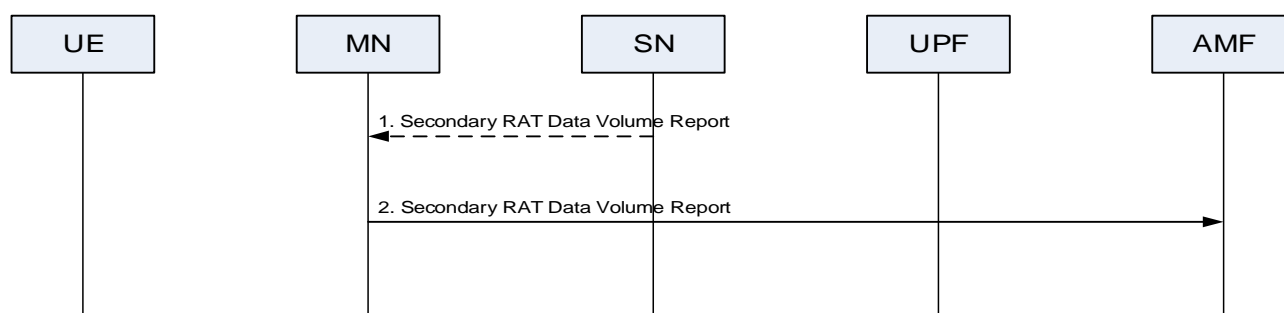 UE
MN
SN
UPF
AMF
1. Secondary RAT Data Volume Report
2. Secondary RAT Data Volume Report